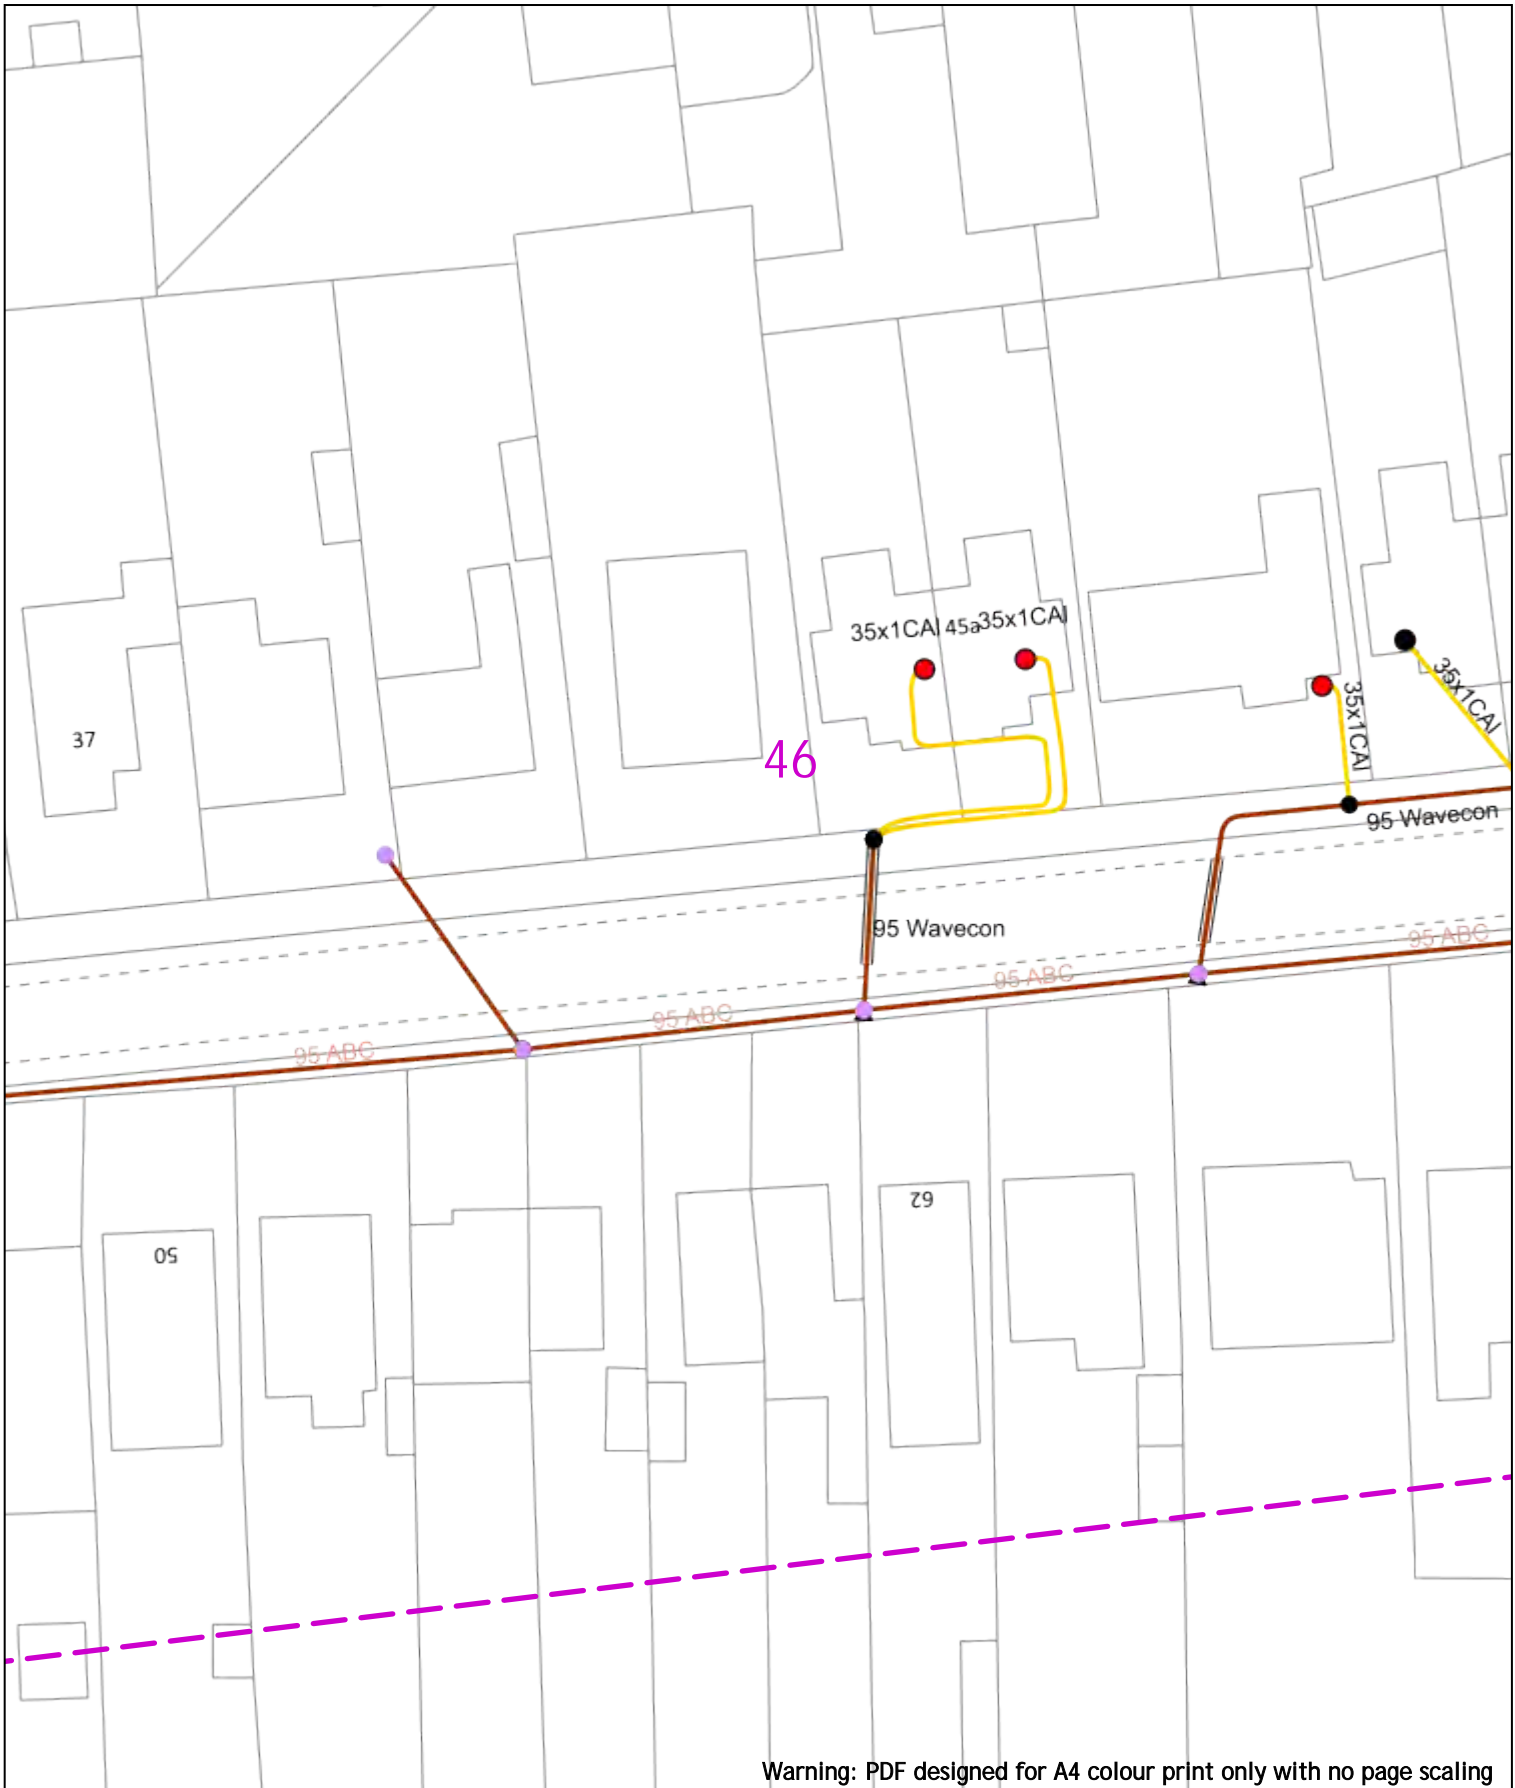 35x1CAI 45a 35x1CAI
35x1CAI
35x1CAI
37
46
95 Wavecon
95 Wavecon
95 ABC
95 ABC
95 ABC
95 ABC
62
50
Warning: PDF designed for A4 colour print only with no page scaling